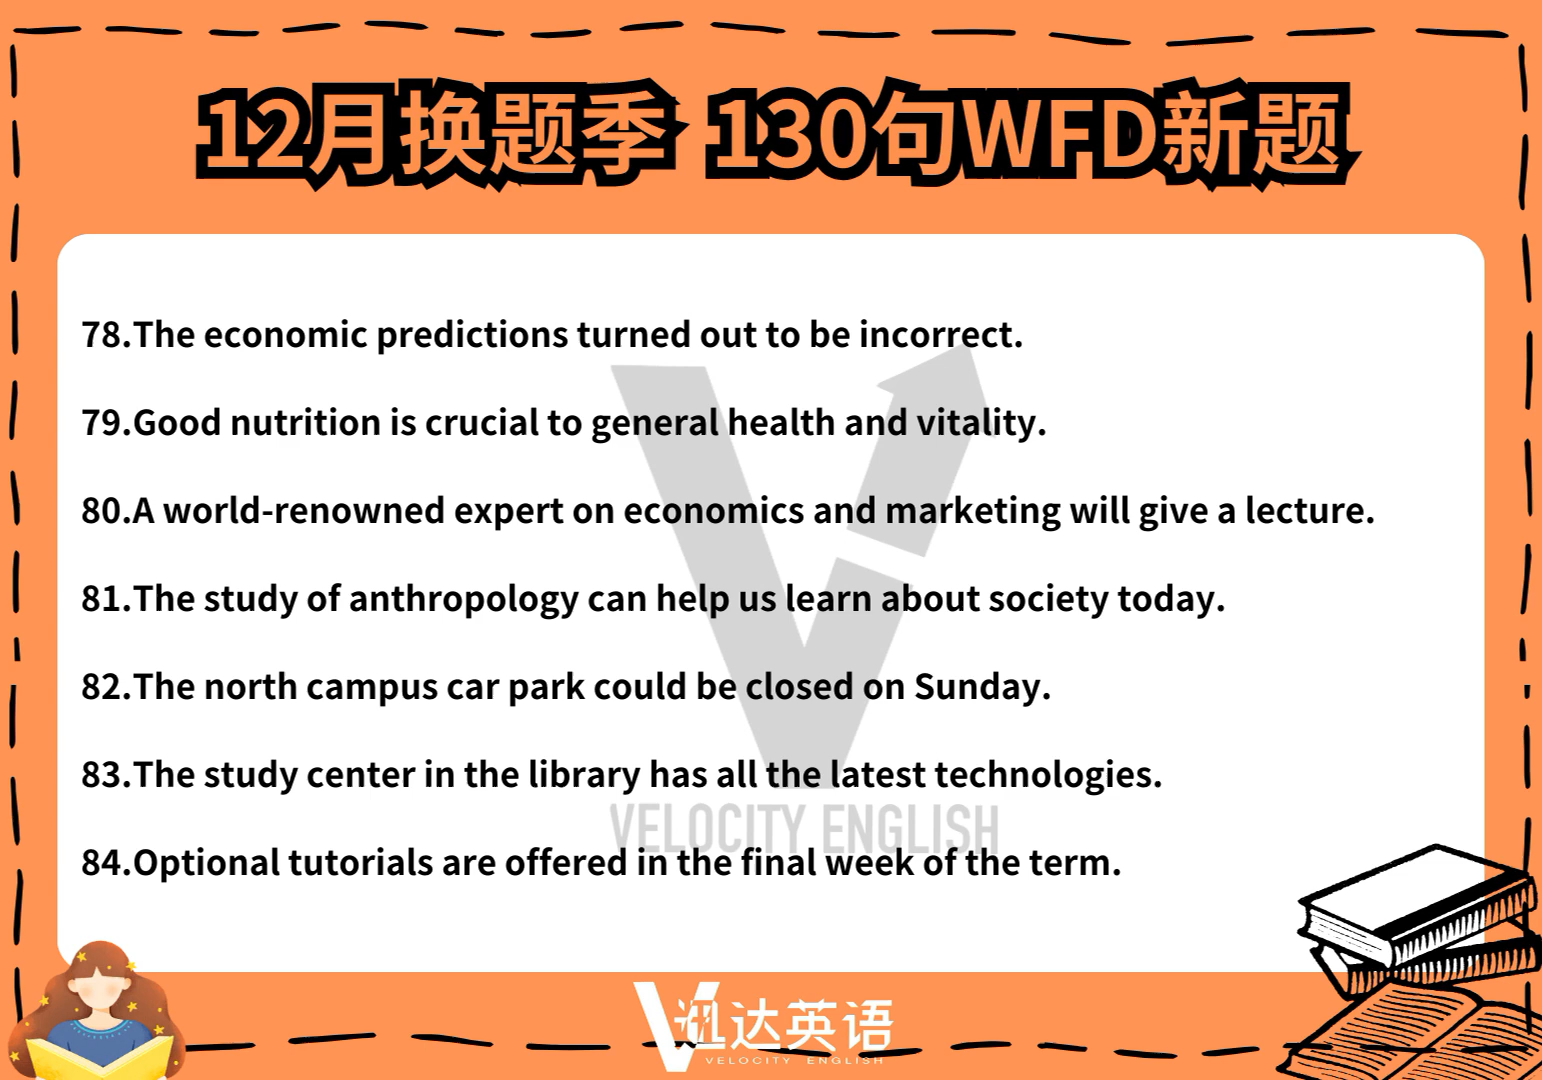 12月换题季 130句WFD新题
78.The economic predictions turned out to be incorrect.
79.Good nutrition is crucial to general health and vitality.
80.A world-renowned expert on economics and marketing will give a lecture.
81.The study of anthropology can help us learn about society today.
82.The north campus car park could be closed on Sunday.
83.The study center in the library has all the latest technologies.
VELOCITY ENGLISH
84.Optional tutorials are offered in the final week of the term.
迅达英语
VELOCITY ENGLISH